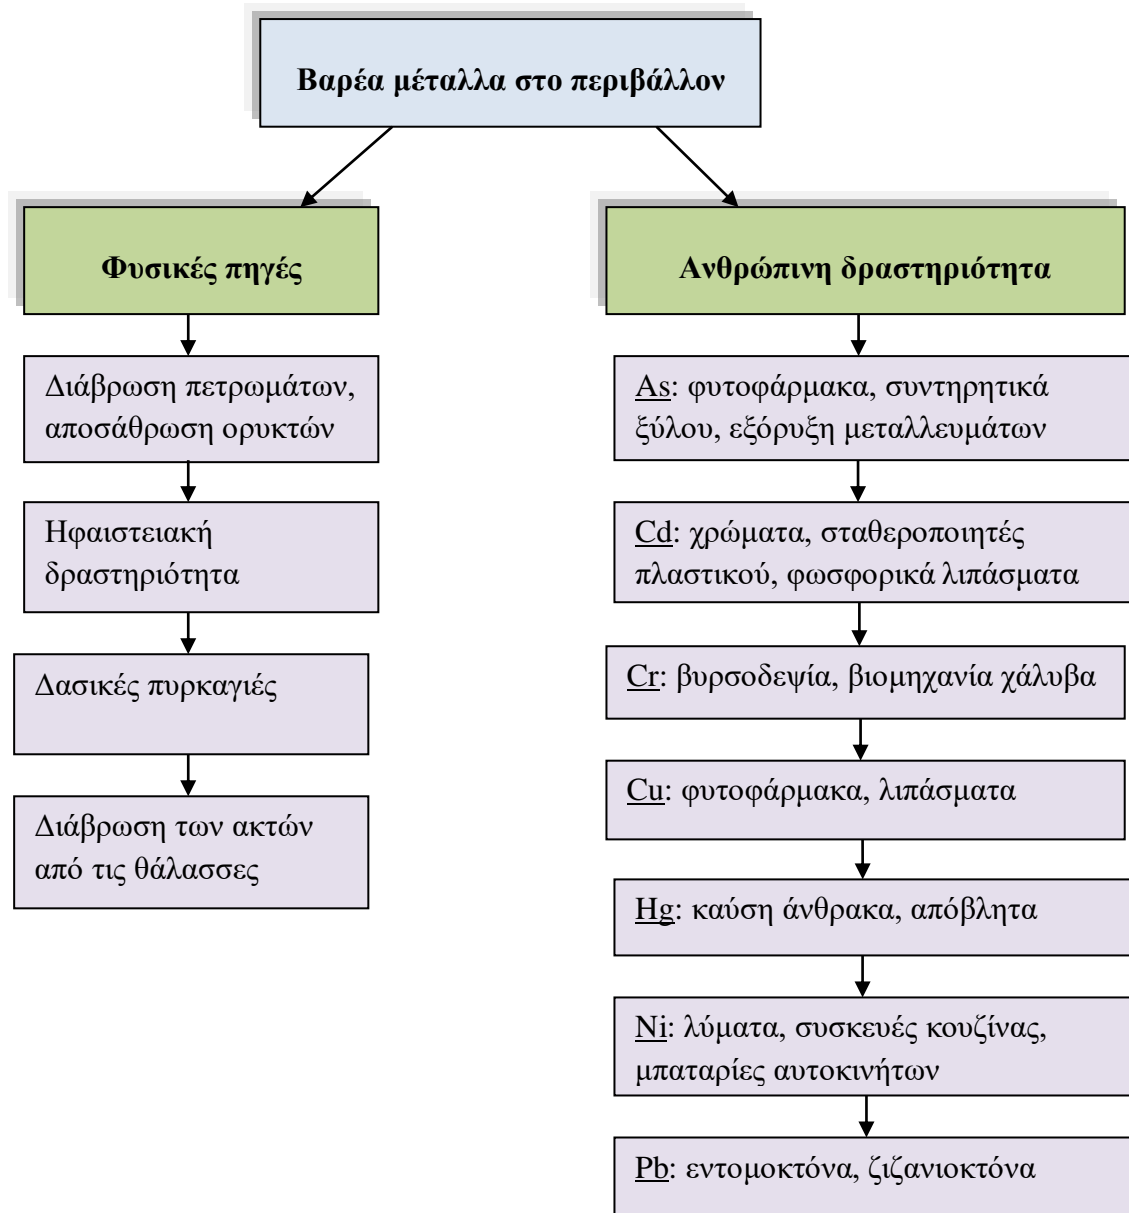 Βαρέα μέταλλα στο περιβάλλον
Φυσικές πηγές
Διάβρωση πετρωμάτων,
αποσάθρωση ορυκτών
Ηφαιστειακή
δραστηριότητα
Δασικές πυρκαγιές
Διάβρωση των ακτών
από τις θάλασσες
Ανθρώπινη δραστηριότητα
As: φυτοφάρμακα, συντηρητικά
ξύλου, εξόρυξη μεταλλευμάτων
Cd: χρώματα, σταθεροποιητές
πλαστικού, φωσφορικά λιπάσματα
Cr: βυρσοδεψία, βιομηχανία χάλυβα
Cu: φυτοφάρμακα, λιπάσματα
Hg: καύση άνθρακα, απόβλητα
Ni: λύματα, συσκευές κουζίνας,
μπαταρίες αυτοκινήτων
Pb: εντομοκτόνα, ζιζανιοκτόνα